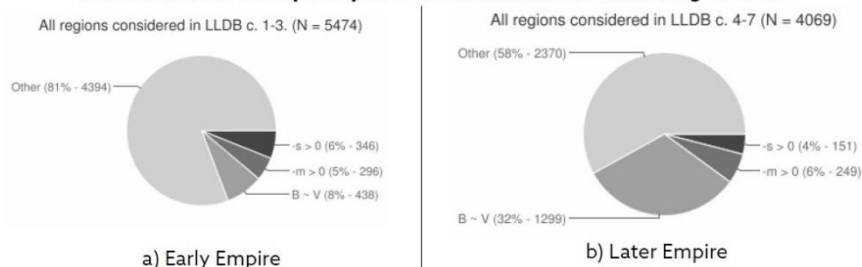 All regions considered in LLDB c. 1-3. (N = 5474)
Other (81% - 4394)
-s > 0 (6% - 346)
-m > 0 (5% - 296)
B ~ V (8% - 438)
a) Early Empire
All regions considered in LLDB c. 4-7 (N = 4069)
Other (58% - 2370)
-s > 0 (4% - 151)
-m > 0 (6% - 249)
B ~ V (32% - 1299)
b) Later Empire